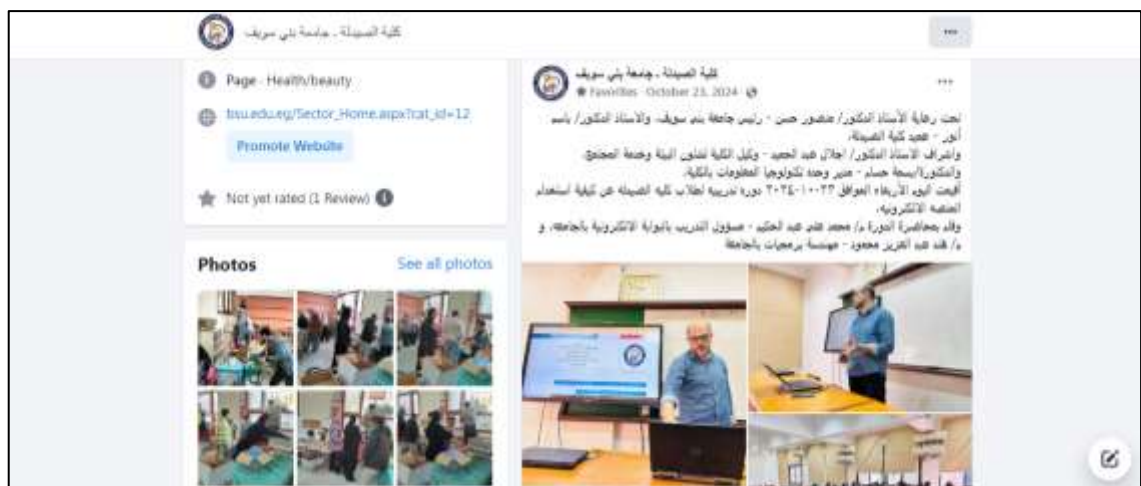 كلية الصيدلة . جامعة بني سويف
Page · Health/beauty
bsu.edu.eg/Sector_Home.aspx?cat_id=12
Promote Website
Not yet rated (1 Review)
Photos
See all photos
كلية الصيدلة . جامعة بني سويف
Favorites · October 23, 2024
تحت رعاية الأستاذ الدكتور/ منصور حسن - رئيس جامعة بني سويف، والأستاذ الدكتور/ باسم
أنور - عميد كلية الصيدلة،
واشراف الأستاذ الدكتور/ اجلال عبد الحميد - وكيل الكلية لشئون البيئة وخدمة المجتمع،
والدكتورة/بسمة حسام - مدير وحدة تكنولوجيا المعلومات بالكلية،
أقيمت اليوم الأربعاء الموافق ٢٣-١٠-٢٠٢٤ دورة تدريبية لطلاب كلية الصيدلة عن كيفية استخدام
المنصة الالكترونية،
وقام بمحاضرة الدورة م/ محمد عبد الحكيم - مسؤول التدريب بالبوابة الالكترونية بالجامعة، و
م/ هند عبد العزيز محمود - مهندسة برمجيات بالجامعة